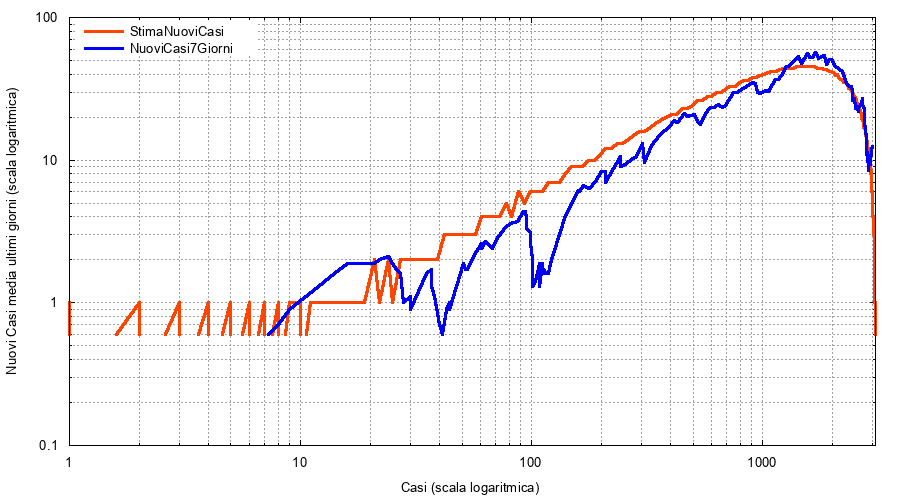 100
StimaNuoviCasi
NuoviCasi7Giorni
10
1
0.1
Nuovi Casi media ultimi giorni (scala logaritmica)
1
10
100
1000
Casi (scala logaritmica)